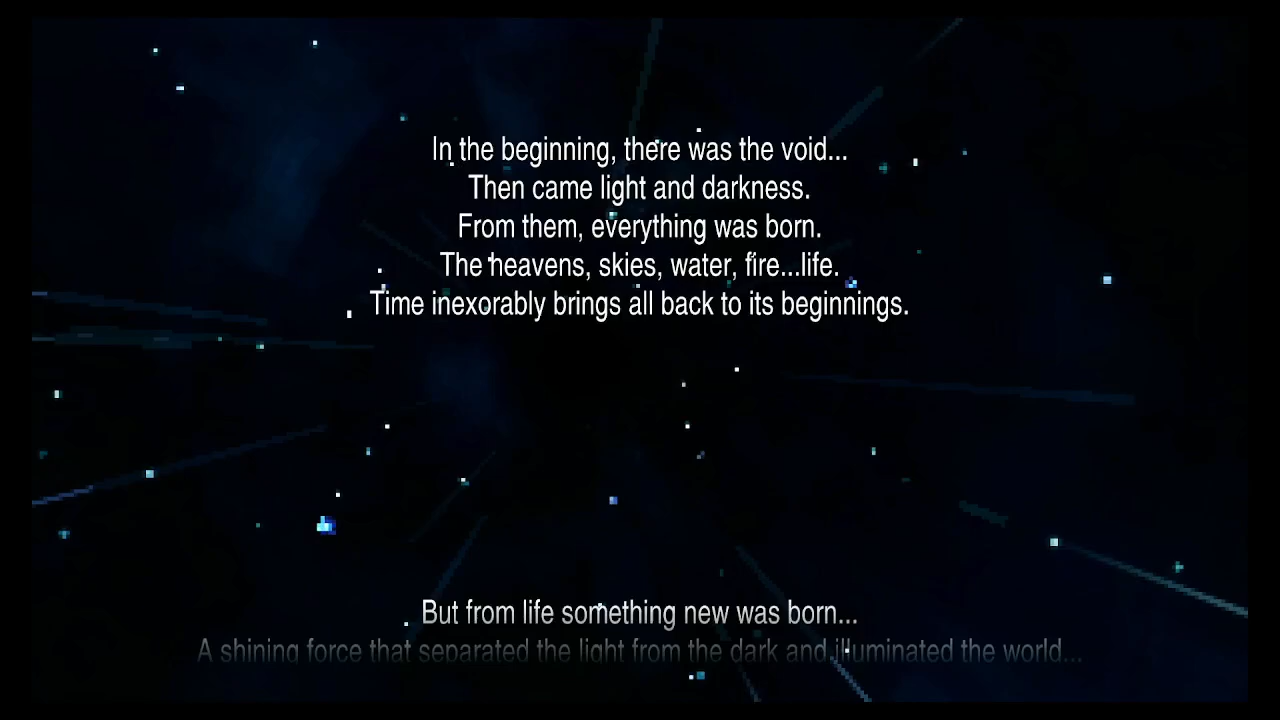 In the beginning, there was the void...
Then came light and darkness.
From them, everything was born.
The heavens, skies, water, fire...life.
Time inexorably brings all back to its beginnings.
But from life something new was born...
A shining force that separated the light from the dark and illuminated the world...